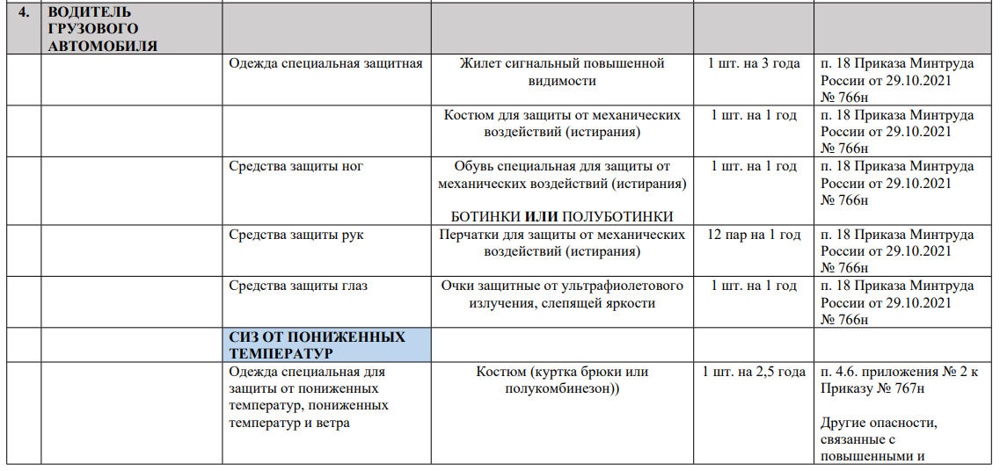 4.
ВОДИТЕЛЬ
ГРУЗОВОГО
АВТОМОБИЛЯ
Одежда специальная защитная
Жилет сигнальный повышенной
видимости
1 шт. на 3 года
п. 18 Приказа Минтруда
России от 29.10.2021
№ 766н
Костюм для защиты от механических
воздействий (истирания)
1 шт. на 1 год
п. 18 Приказа Минтруда
России от 29.10.2021
№ 766н
Средства защиты ног
Обувь специальная для защиты от
механических воздействий (истирания)
БОТИНКИ ИЛИ ПОЛУБОТИНКИ
1 шт. на 1 год
п. 18 Приказа Минтруда
России от 29.10.2021
№ 766н
Средства защиты рук
Перчатки для защиты от механических
воздействий (истирания)
12 пар на 1 год
п. 18 Приказа Минтруда
России от 29.10.2021
№ 766н
Средства защиты глаз
Очки защитные от ультрафиолетового
излучения, слепящей яркости
1 шт. на 1 год
п. 18 Приказа Минтруда
России от 29.10.2021
№ 766н
СИЗ ОТ ПОНИЖЕННЫХ
ТЕМПЕРАТУР
Одежда специальная для
защиты от пониженных
температур, пониженных
температур и ветра
Костюм (куртка брюки или
полукомбинезон))
1 шт. на 2,5 года
п. 4.6. приложения № 2 к
Приказу № 767н
Другие опасности,
связанные с
повышенными и